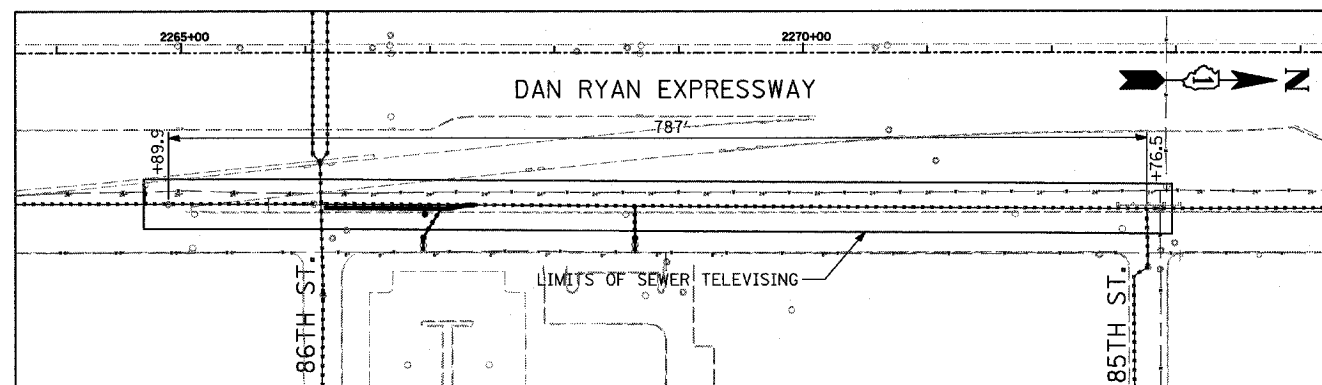 2265+00
2270+00
DAN RYAN EXPRESSWAY
1
N
787'
+89.9
+76.5
LIMITS OF SEWER TELEVISING
86TH ST.
85TH ST.